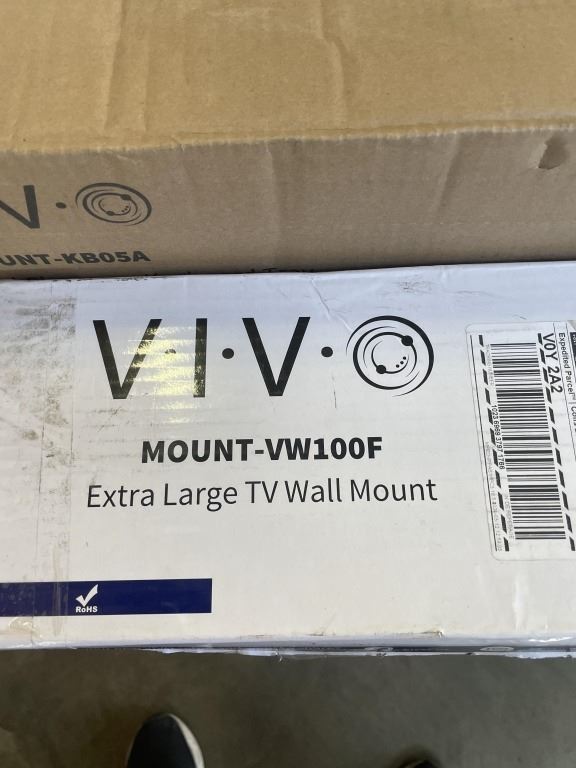 V·
UNT-KB05A
V·I·V·O
MOUNT-VW100F
Extra Large TV Wall Mount
RoHS
V0Y 2A2
Expedited Parcel